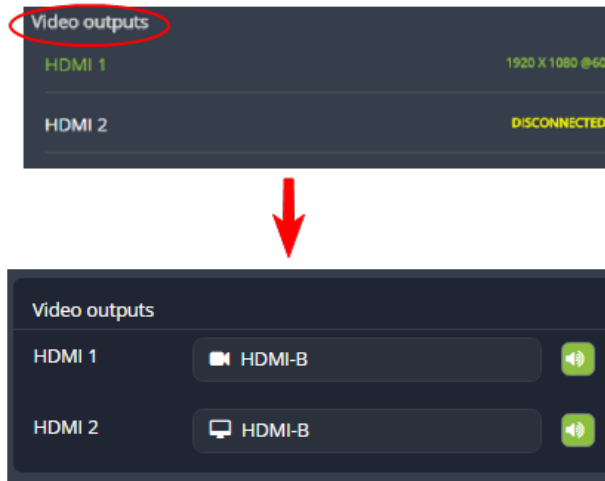 Video outputs
HDMI 1 1920 X 1080 @60
HDMI 2 DISCONNECTED
Video outputs
HDMI 1 HDMI-B
HDMI 2 HDMI-B